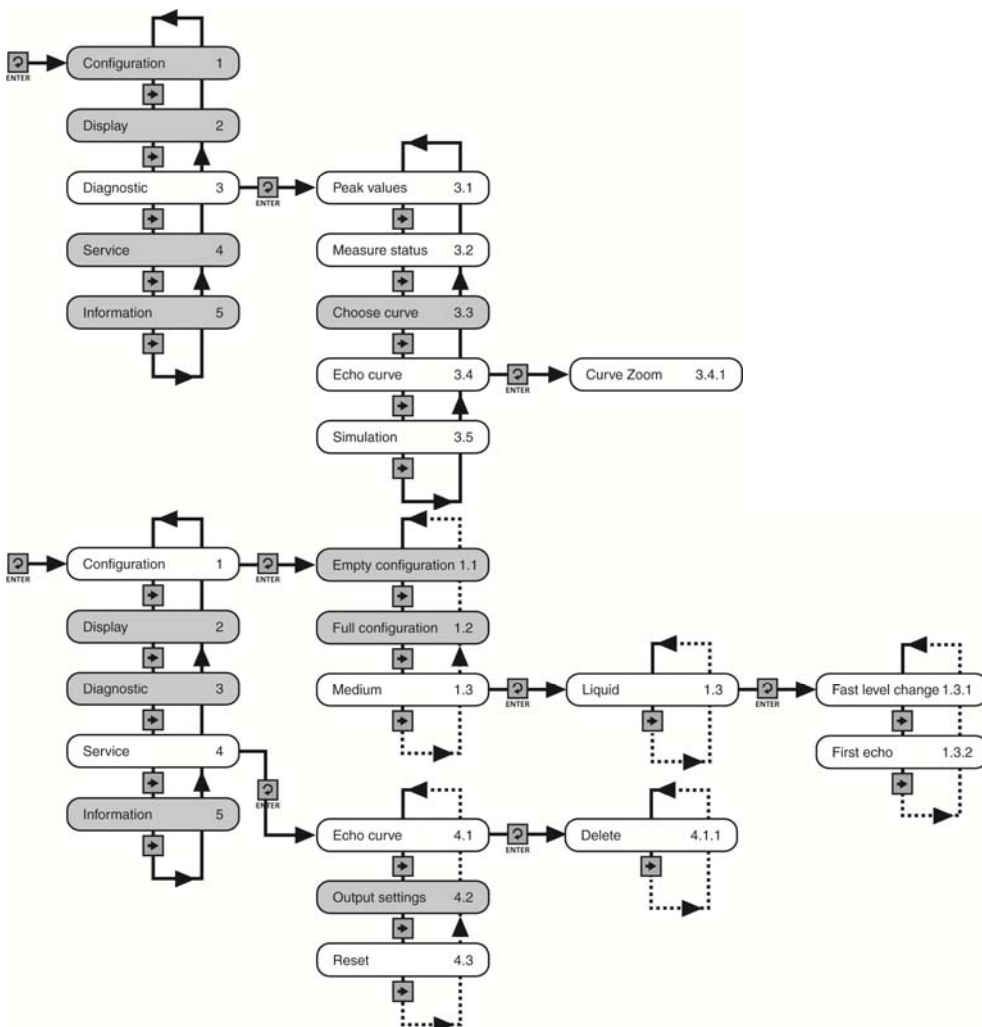 Configuration 1
ENTER
Display 2
Diagnostic 3
ENTER
Peak values 3.1
Service 4
Measure status 3.2
Information 5
Choose curve 3.3
Echo curve 3.4
ENTER
Curve Zoom 3.4.1
Simulation 3.5
Configuration 1
ENTER
ENTER
Empty configuration 1.1
Display 2
Full configuration 1.2
Diagnostic 3
Medium 1.3
ENTER
Liquid 1.3
ENTER
Fast level change 1.3.1
Service 4
First echo 1.3.2
ENTER
Information 5
Echo curve 4.1
ENTER
Delete 4.1.1
Output settings 4.2
Reset 4.3